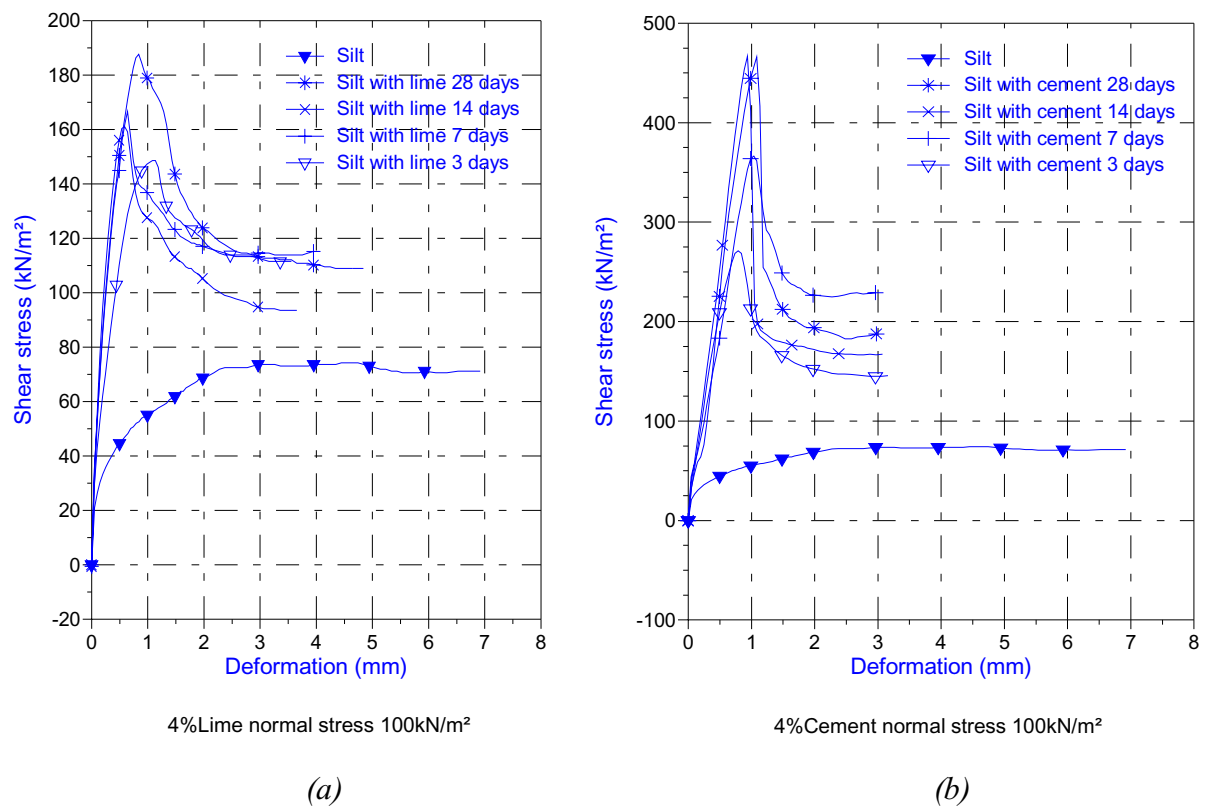 200
180
160
140
120
100
80
60
40
20
0
-20
Shear stress (kN/m²)
Silt
Silt with lime 28 days
Silt with lime 14 days
Silt with lime 7 days
Silt with lime 3 days
0 1 2 3 4 5 6 7 8
Deformation (mm)
4%Lime normal stress 100kN/m²
(a)
500
400
300
200
100
0
-100
Shear stress (kN/m²)
Silt
Silt with cement 28 days
Silt with cement 14 days
Silt with cement 7 days
Silt with cement 3 days
0 1 2 3 4 5 6 7 8
Deformation (mm)
4%Cement normal stress 100kN/m²
(b)